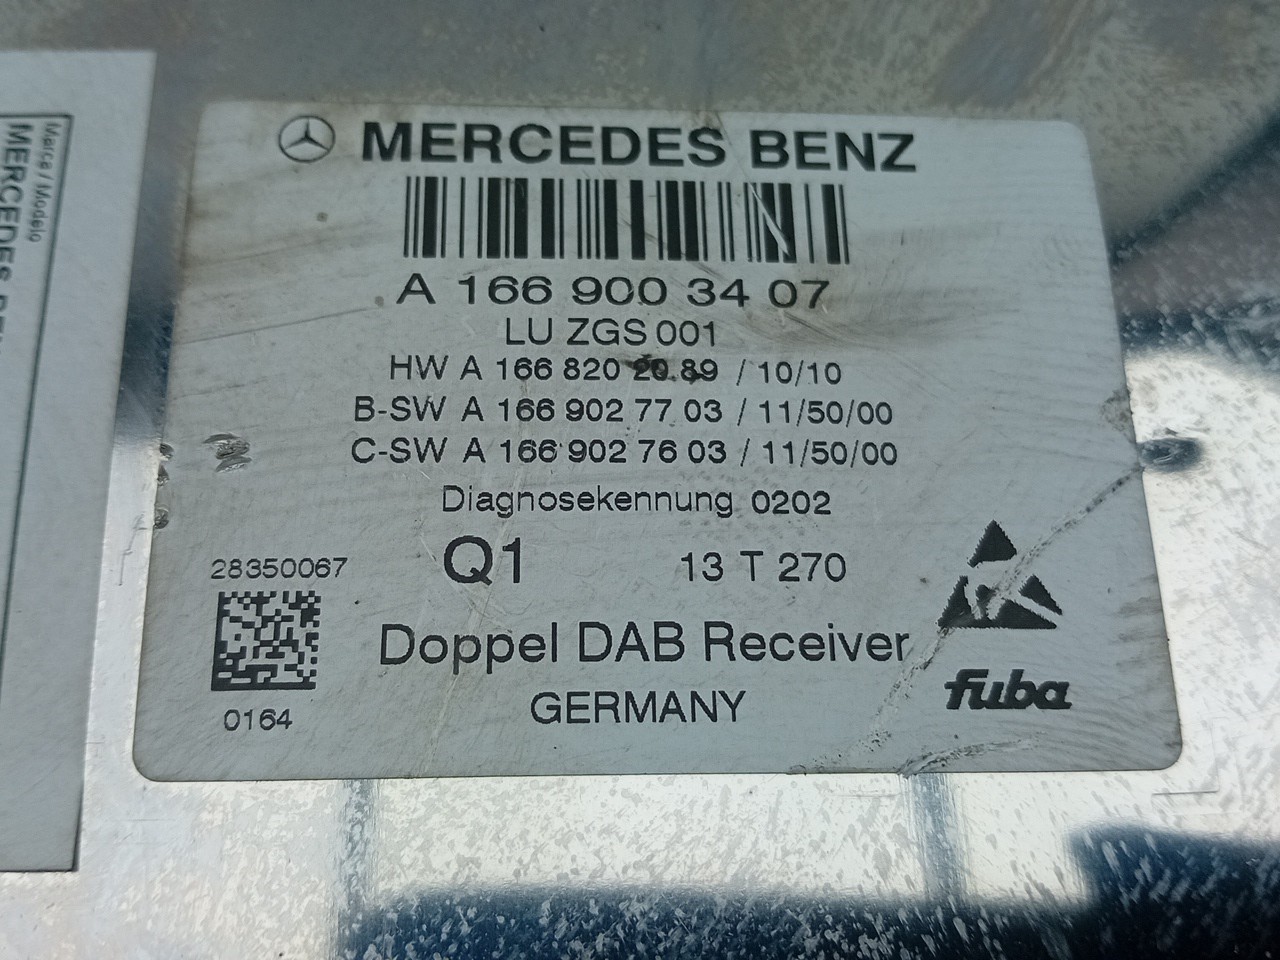 MERCEDES BENZ
A 166 900 34 07
LU ZGS 001
HW A 166 820 20 89 / 10/10
B-SW A 166 902 77 03 / 11/50/00
C-SW A 166 902 76 03 / 11/50/00
Diagnosekennung 0202
28350067
Q1
13 T 270
0164
Doppel DAB Receiver
GERMANY
fuba
Merce / Modelo
MERCEDES